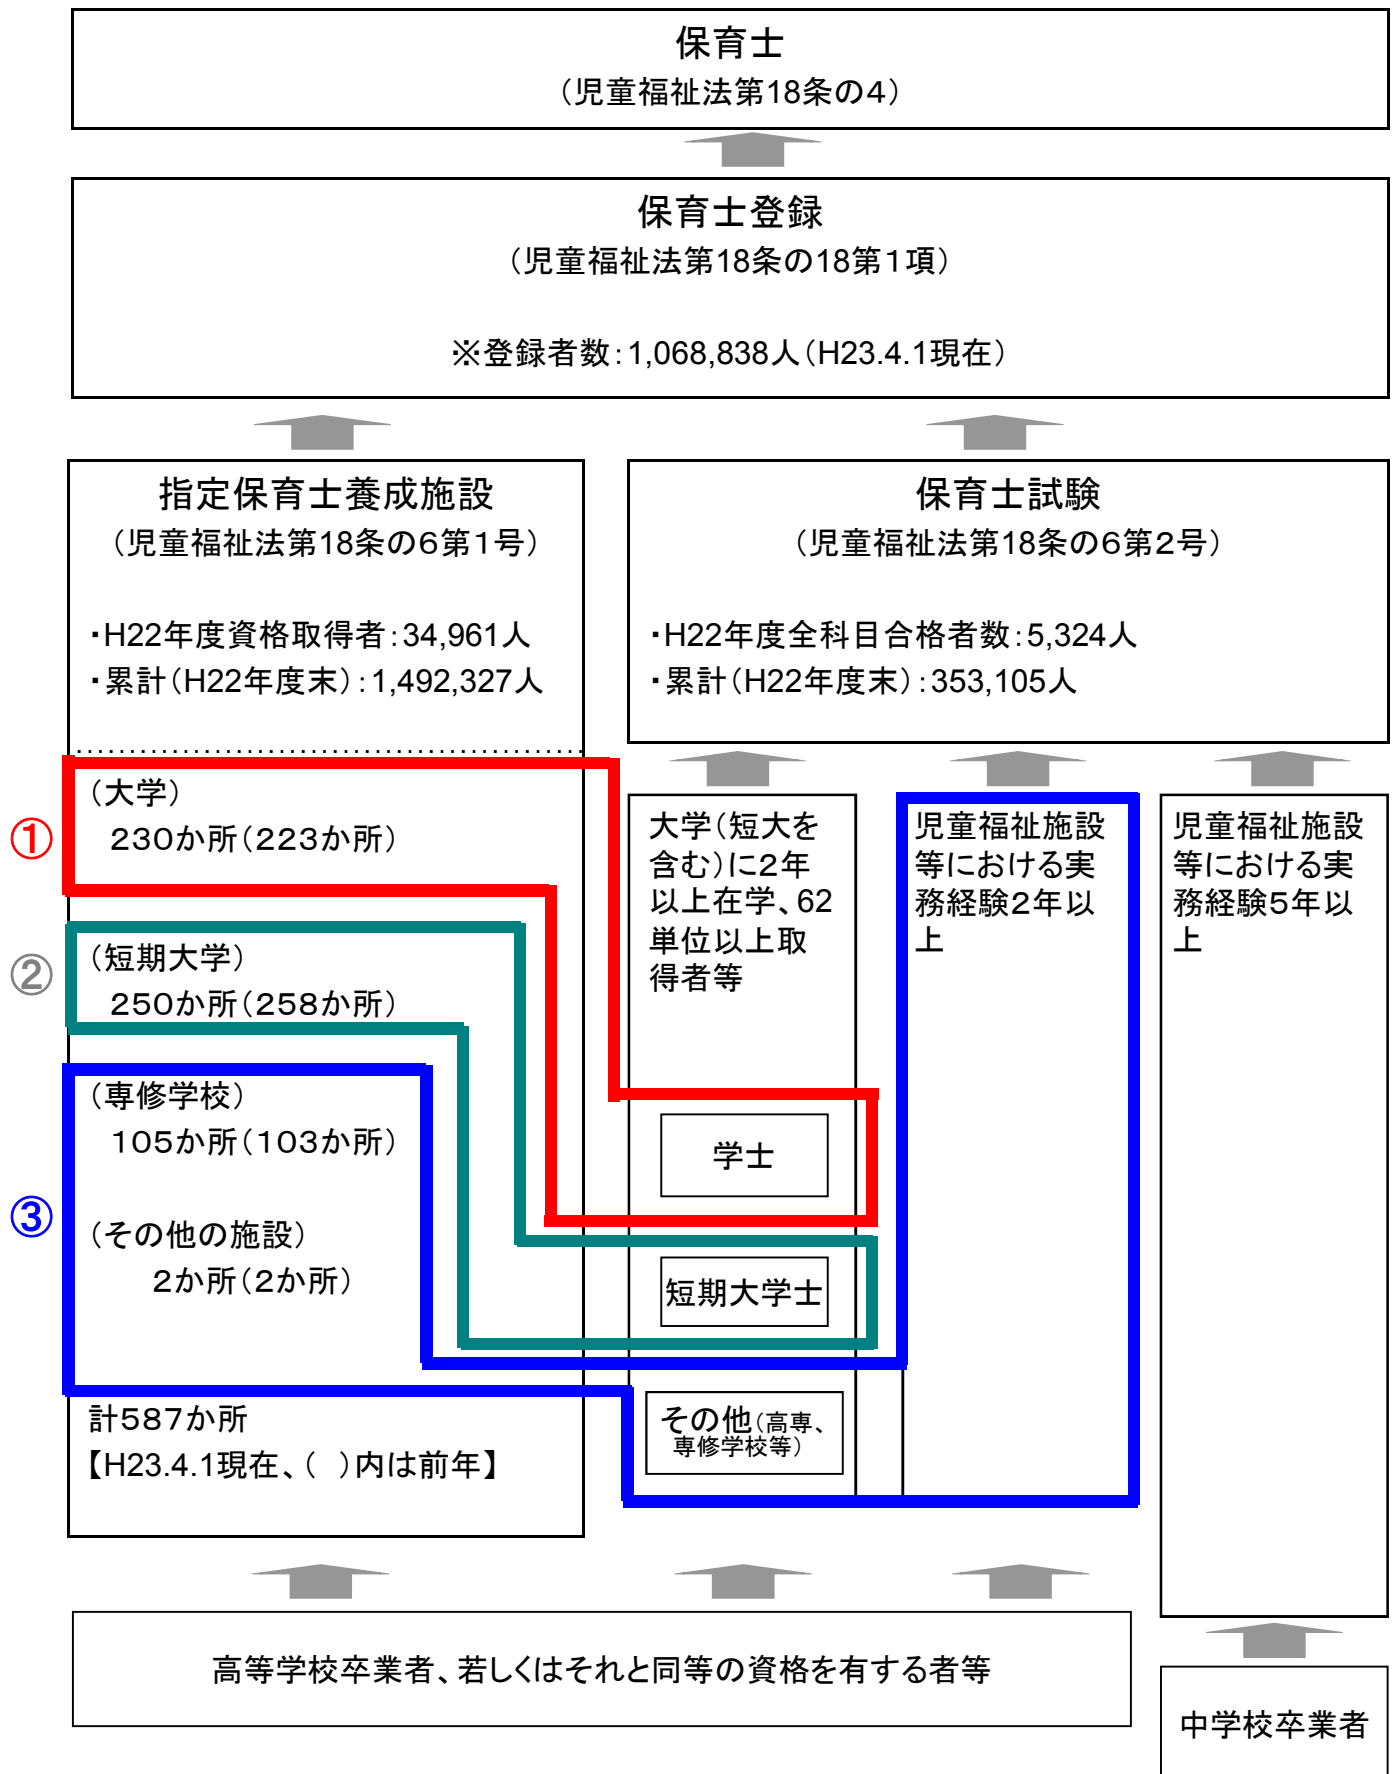 保育士
（児童福祉法第18条の４）
保育士登録
（児童福祉法第18条の18第１項）
※登録者数：1,068,838人（H23.4.1現在）
指定保育士養成施設
（児童福祉法第18条の６第１号）
・H22年度資格取得者：34,961人
・累計（H22年度末）：1,492,327人
保育士試験
（児童福祉法第18条の６第２号）
・H22年度全科目合格者数：5,324人
・累計（H22年度末）：353,105人
①
（大学）
２３０か所（２２３か所）
②
（短期大学）
２５０か所（２５８か所）
③
（専修学校）
１０５か所（１０３か所）
（その他の施設）
２か所（２か所）
計５８７か所
【H23.4.1現在、（　）内は前年】
大学（短大を
含む）に２年
以上在学、62
単位以上取
得者等
学士
短期大学士
その他（高専、
専修学校等）
児童福祉施設
等における実
務経験２年以
上
児童福祉施設
等における実
務経験５年以
上
高等学校卒業者、若しくはそれと同等の資格を有する者等
中学校卒業者